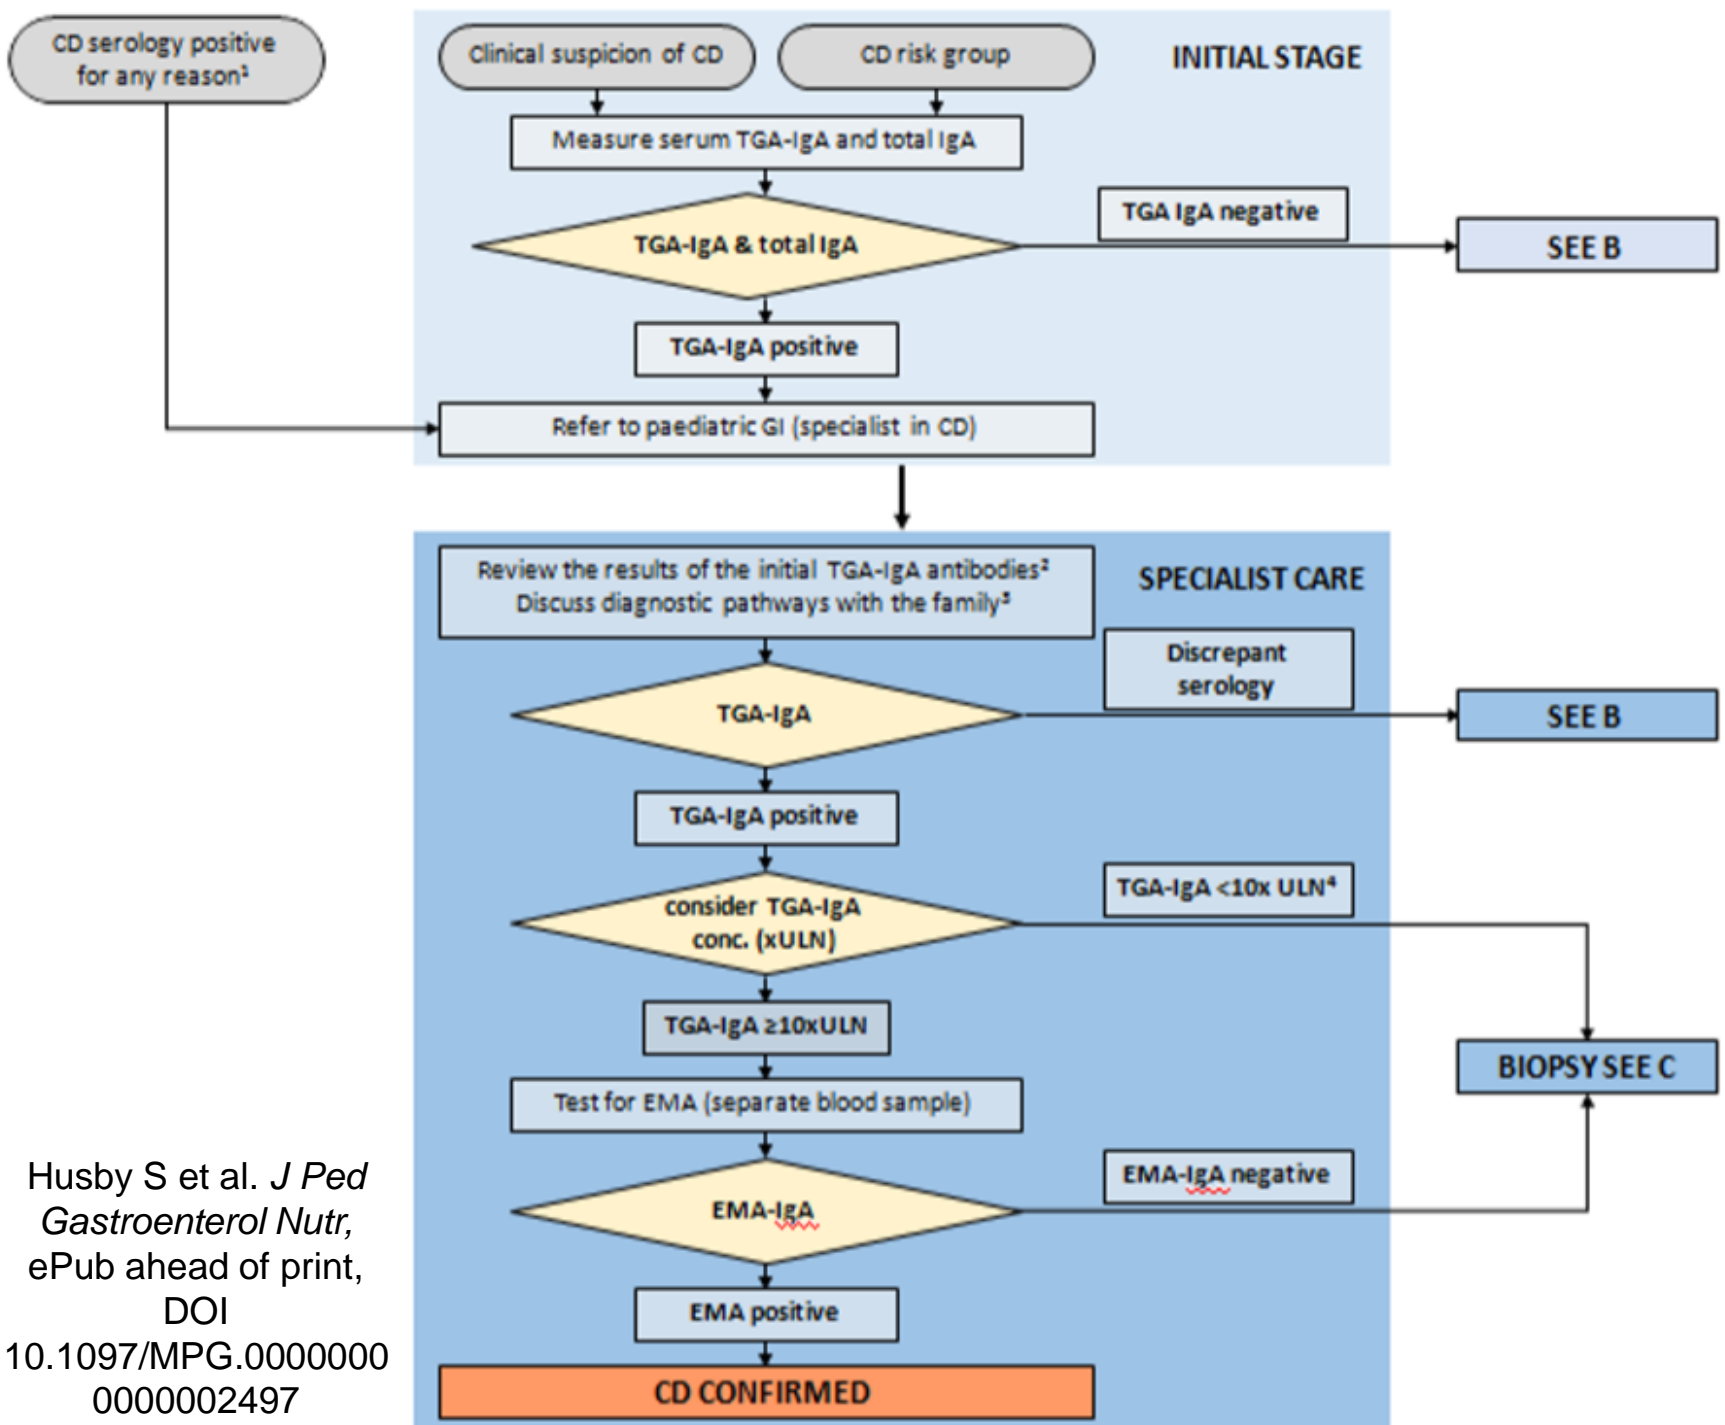 CD serology positive
for any reason¹
Clinical suspicion of CD
CD risk group
INITIAL STAGE
Measure serum TGA-IgA and total IgA
TGA-IgA & total IgA
TGA IgA negative
SEE B
TGA-IgA positive
Refer to paediatric GI (specialist in CD)
Review the results of the initial TGA-IgA antibodies²
Discuss diagnostic pathways with the family³
SPECIALIST CARE
TGA-IgA
Discrepant
serology
SEE B
TGA-IgA positive
consider TGA-IgA
conc. (xULN)
TGA-IgA <10x ULN⁴
TGA-IgA ≥10xULN
BIOPSY SEE C
Test for EMA (separate blood sample)
EMA-IgA
EMA-IgA negative
EMA positive
CD CONFIRMED
Husby S et al. J Ped
Gastroenterol Nutr,
ePub ahead of print,
DOI
10.1097/MPG.0000000
0000002497